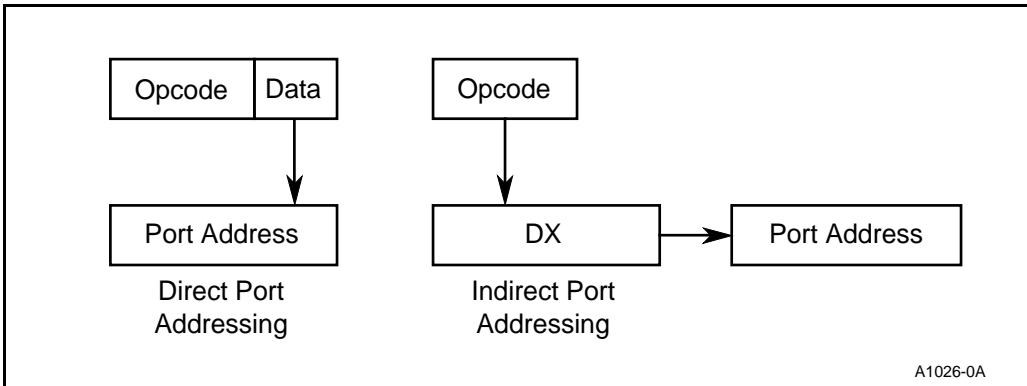 Opcode Data
Opcode
Port Address
DX
Port Address
Direct Port
Addressing
Indirect Port
Addressing
A1026-0A